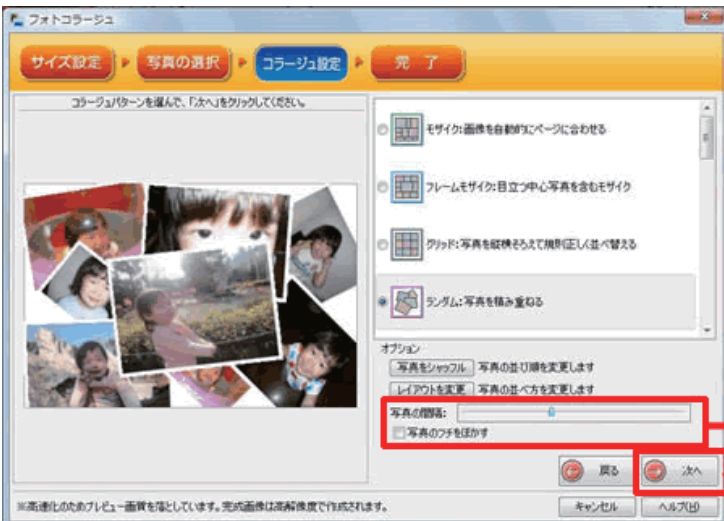 フォトコラージュ
サイズ設定 写真の選択 コラージュ設定 完 了
コラージュパターンを選んで、「次へ」をクリックしてください。
モザイク:画像を自動的にページに合わせる
フレームモザイク:目立つ中心写真を含むモザイク
グリッド:写真を縦横そろえて規則正しく並べ替える
ランダム:写真を積み重ねる
オプション
写真をシャッフル 写真の並び順を変更します
レイアウトを変更 写真の並べ方を変更します
写真の間隔:
写真のフチをぼかす
戻る 次へ
※高速化のためプレビュー画質を落としています。完成画像は高解像度で作成されます。
キャンセル ヘルプ(H)